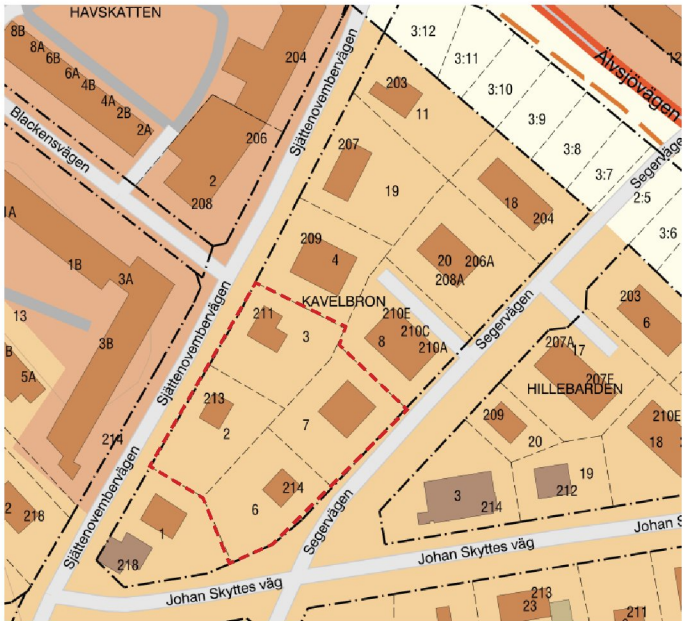 HAVSKATTEN
8B
8A
6B
6A
4B
4A
2B
2A
204
206
2
208
Blackensvägen
Sjättenovembervägen
203
11
207
19
209
4
3:12
3:11
3:10
3:9
3:8
3:7
2:5
3:6
Älvsjövägen
12
Segervägen
18
204
20
206A
208A
1A
1B
3A
3B
13
5A
B
214
2
218
Sjättenovembervägen
KAVELBRON
211
3
210E
210C
210A
8
Segervägen
213
2
7
6
214
203
6
207A
17
207E
HILLEBARDEN
209
20
210E
18
19
212
3
214
1
218
Sjättenovembervägen
Segervägen
Johan Skyttes väg
Johan Skyttes väg
Johan S
213
23
211